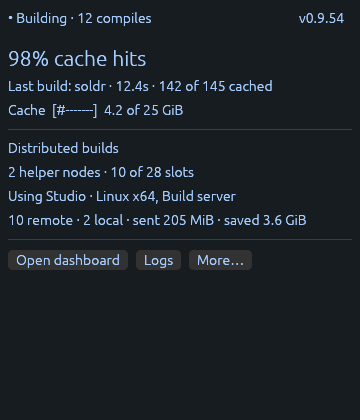 • Building · 12 compiles
v0.9.54
98% cache hits
Last build: soldr · 12.4s · 142 of 145 cached
Cache [#-------] 4.2 of 25 GiB
Distributed builds
2 helper nodes · 10 of 28 slots
Using Studio · Linux x64, Build server
10 remote · 2 local · sent 205 MiB · saved 3.6 GiB
Open dashboard
Logs
More…